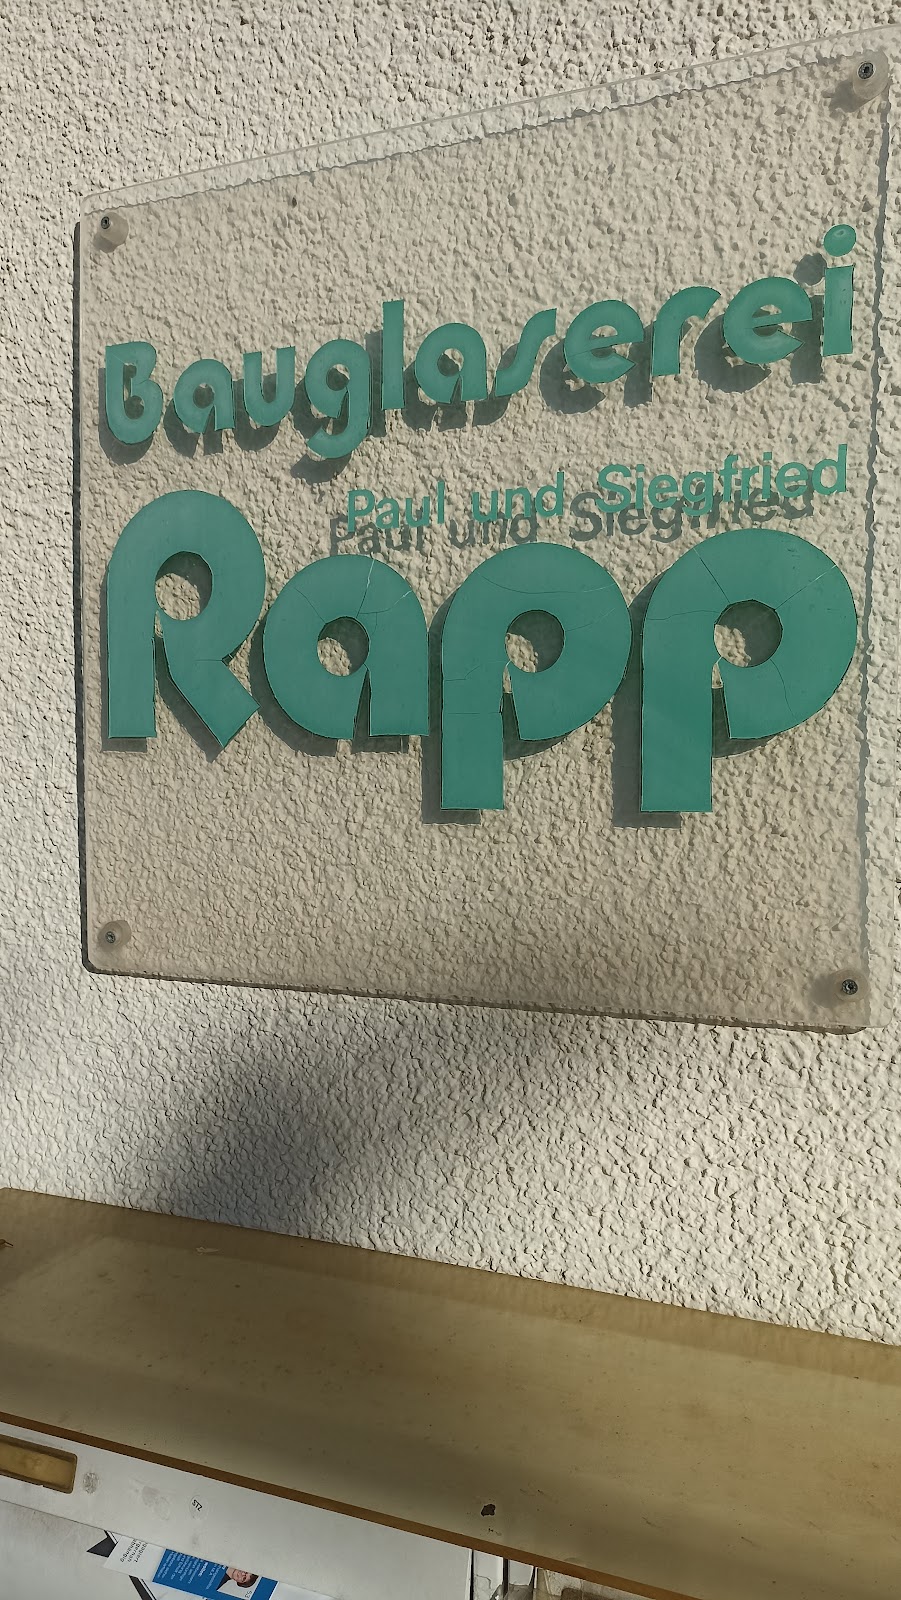 Bauglaserei
Paul und Siegfried
Rapp